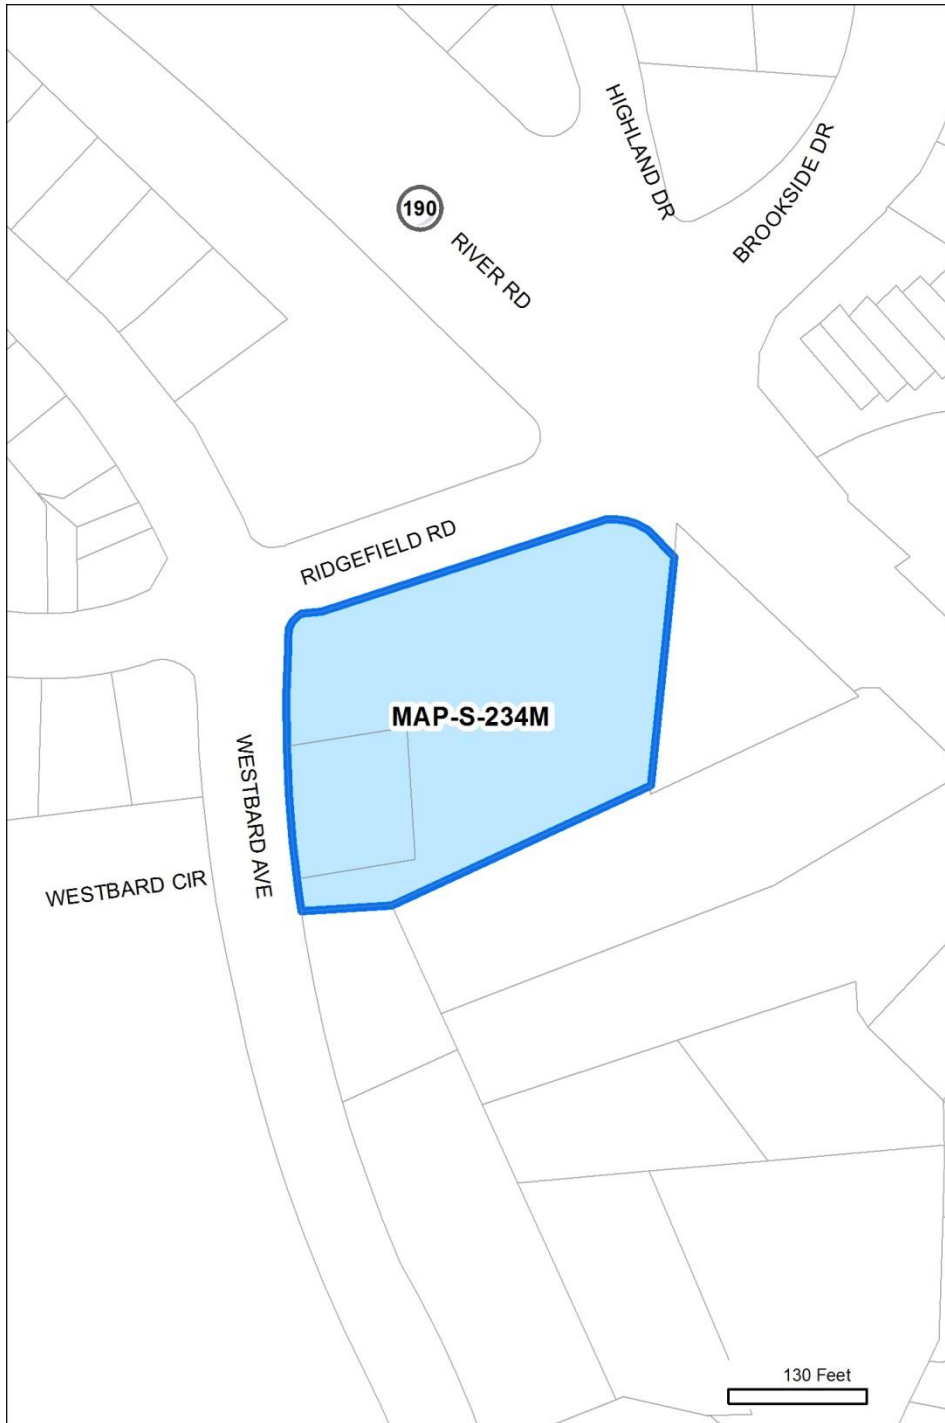 HIGHLAND DR
BROOKSIDE DR
190
RIVER RD
RIDGEFIELD RD
MAP-S-234M
WESTBARD AVE
WESTBARD CIR
130 Feet